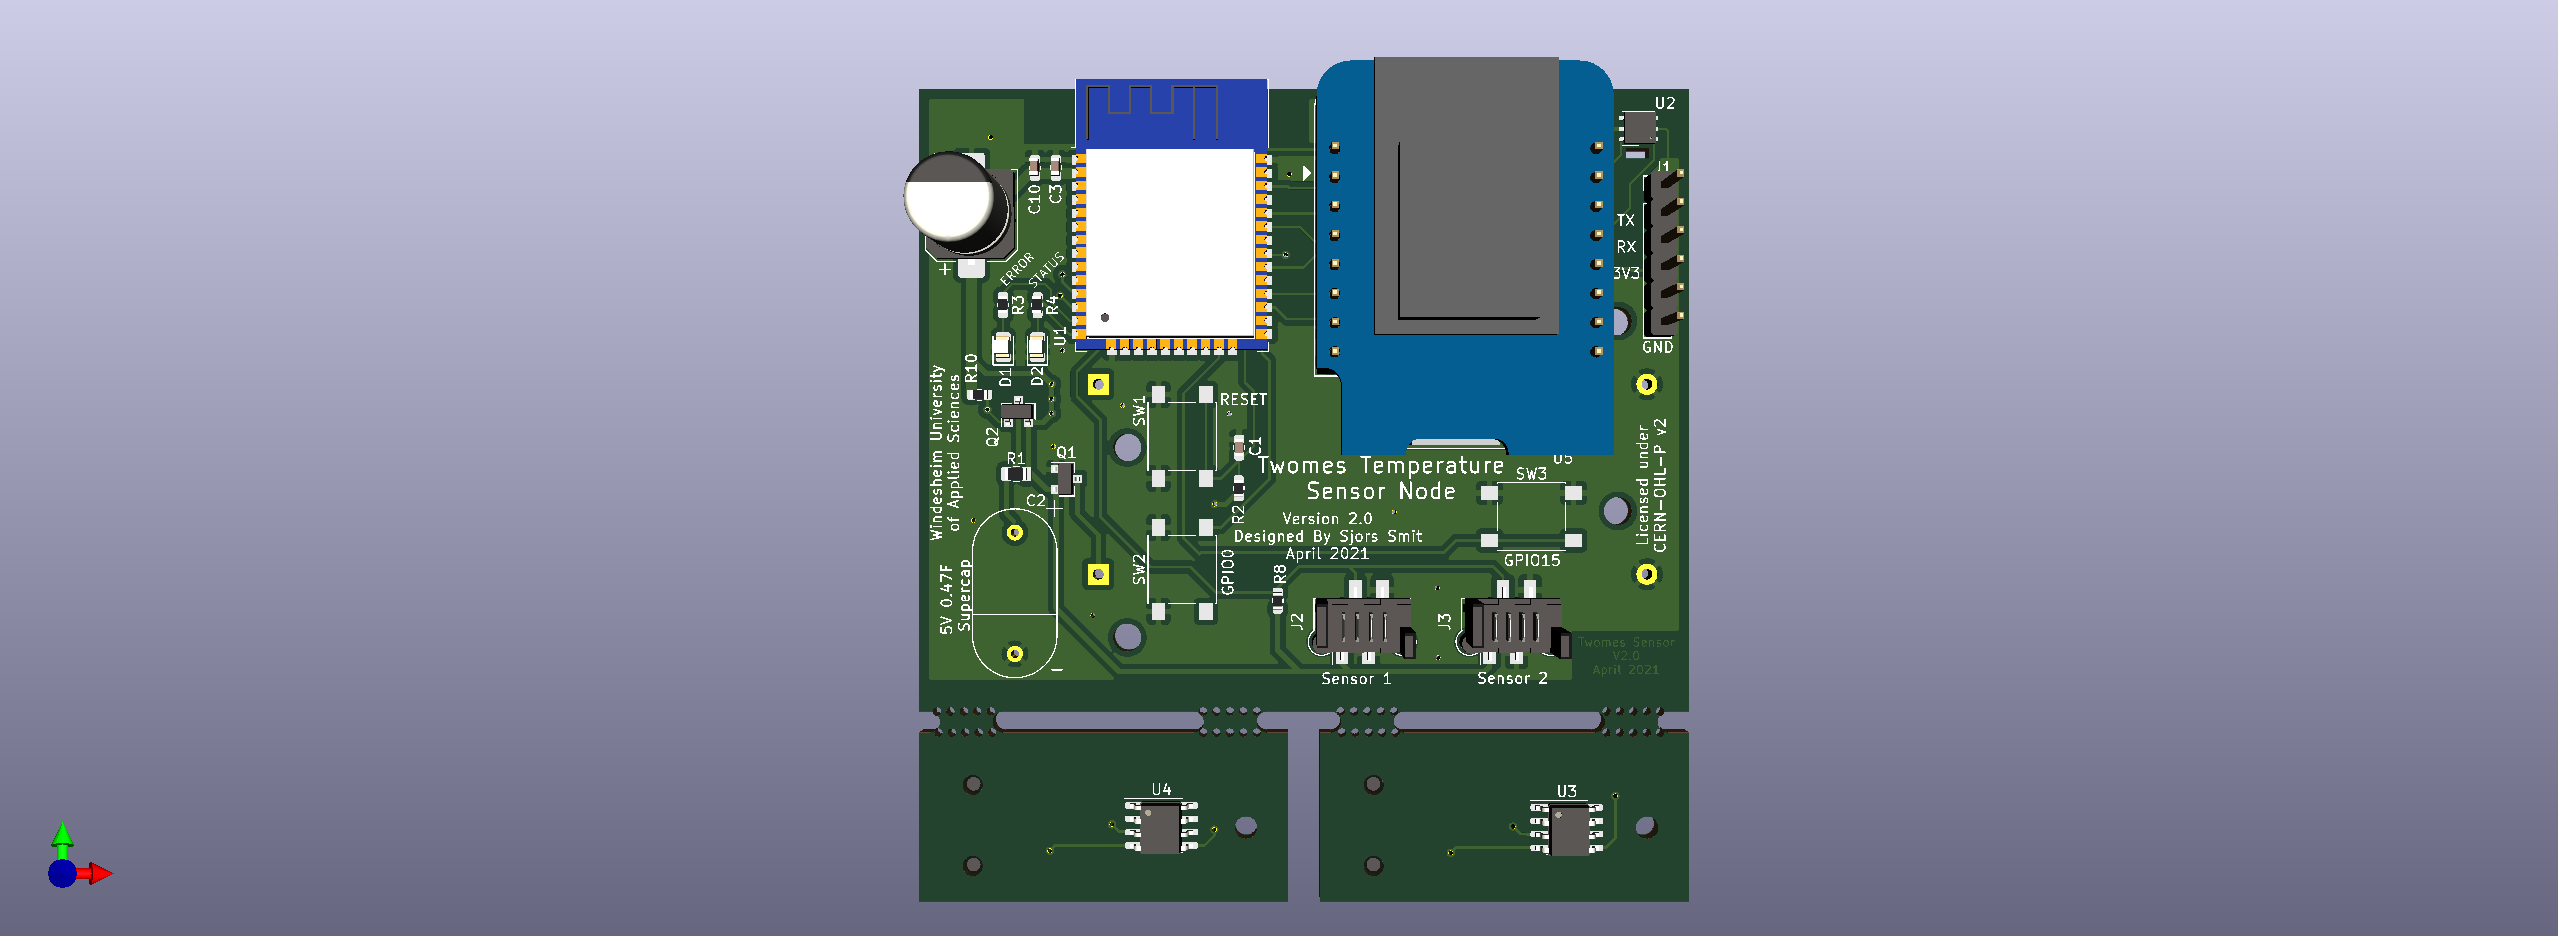 U2
J1
TX
RX
3V3
GND
C10
C3
+
ERROR
STATUS
R3
R4
U1
D1
D2
R10
Q2
R1
Q1
C2
+
Windesheim University
of Applied Sciences
5V 0.47F
Supercap
SW1
RESET
C1
R2
SW2
GPIO0
Twomes Temperature
Sensor Node
Version 2.0
Designed By Sjors Smit
April 2021
U5
SW3
GPIO15
Licensed under
CERN-OHL-P v2
R8
J2
J3
Sensor 1
Sensor 2
Twomes Sensor
V2.0
April 2021
U4
U3